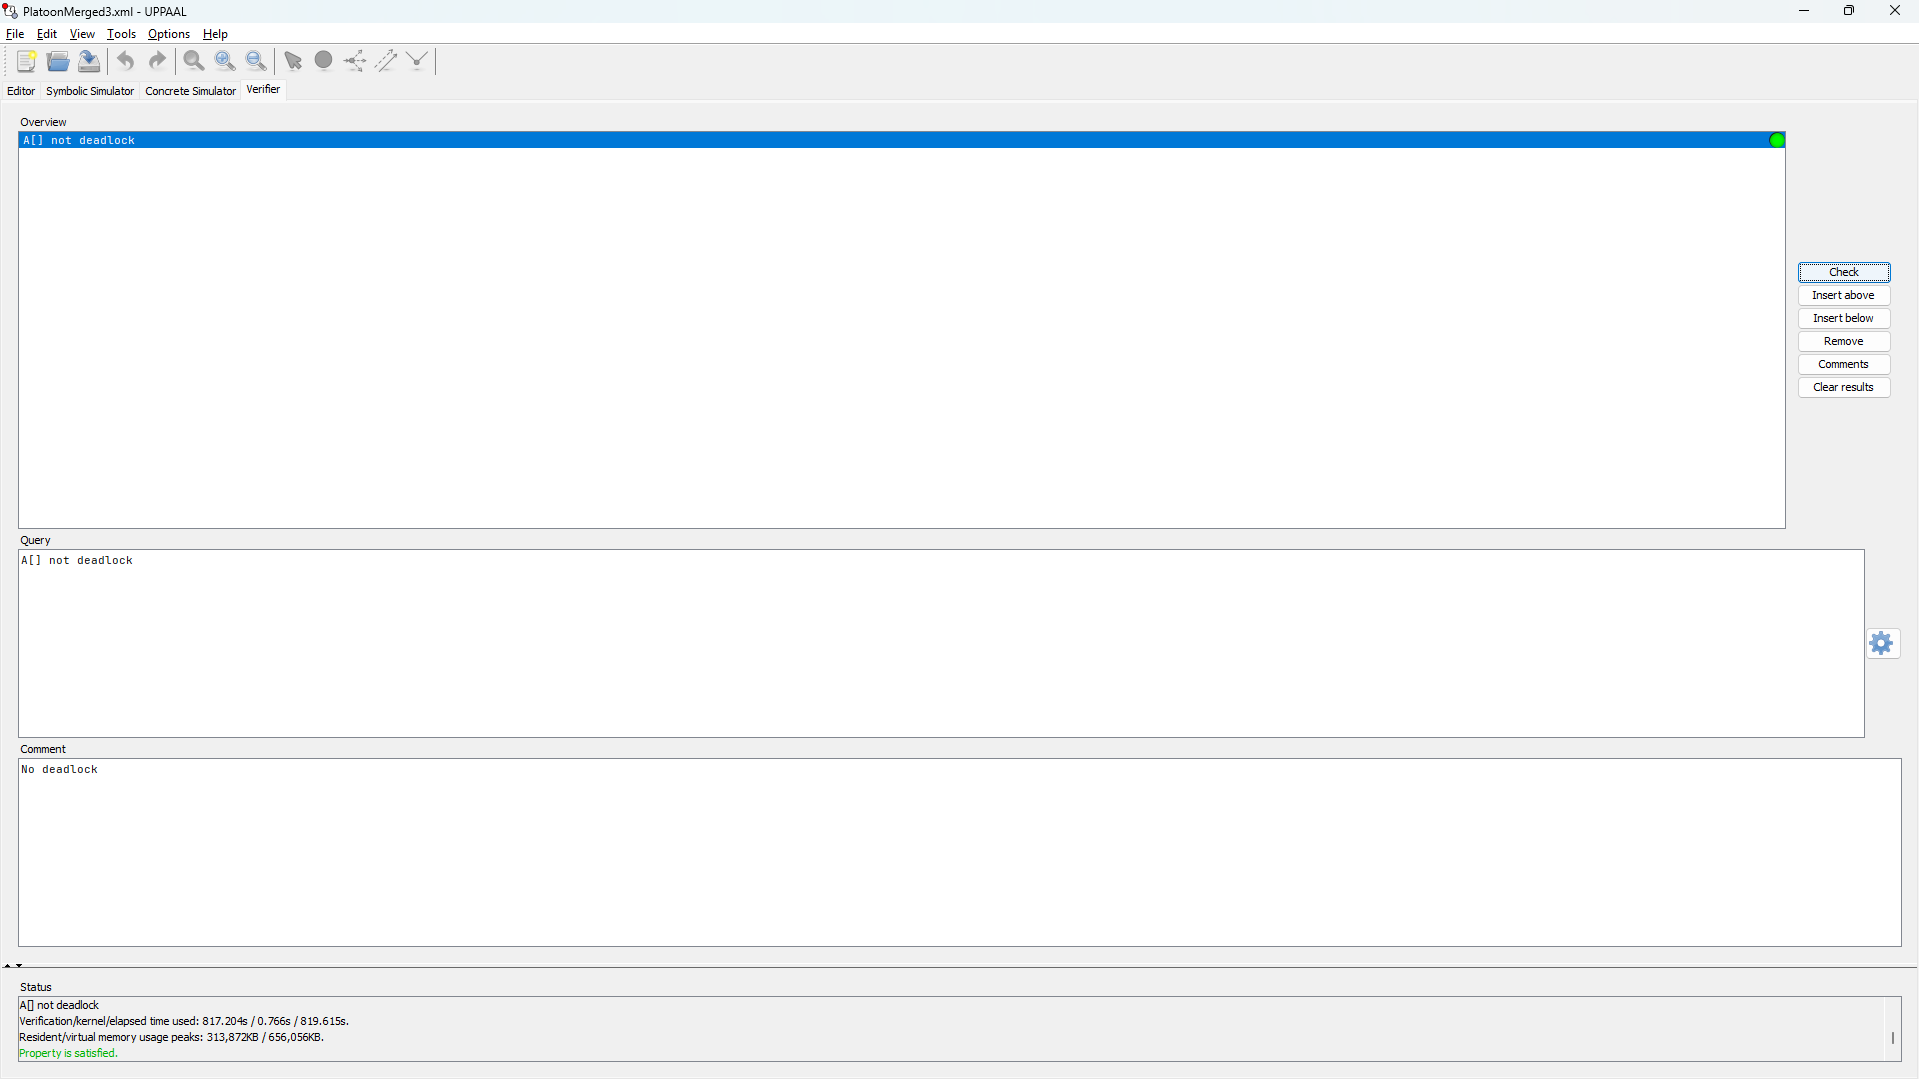 PlatoonMerged3.xml - UPPAAL
File Edit View Tools Options Help
Editor Symbolic Simulator Concrete Simulator Verifier
Overview
A[] not deadlock
Check
Insert above
Insert below
Remove
Comments
Clear results
Query
A[] not deadlock
Comment
No deadlock
Status
A[] not deadlock
Verification/kernel/elapsed time used: 817.204s / 0.766s / 819.615s.
Resident/virtual memory usage peaks: 313,872KB / 656,056KB.
Property is satisfied.